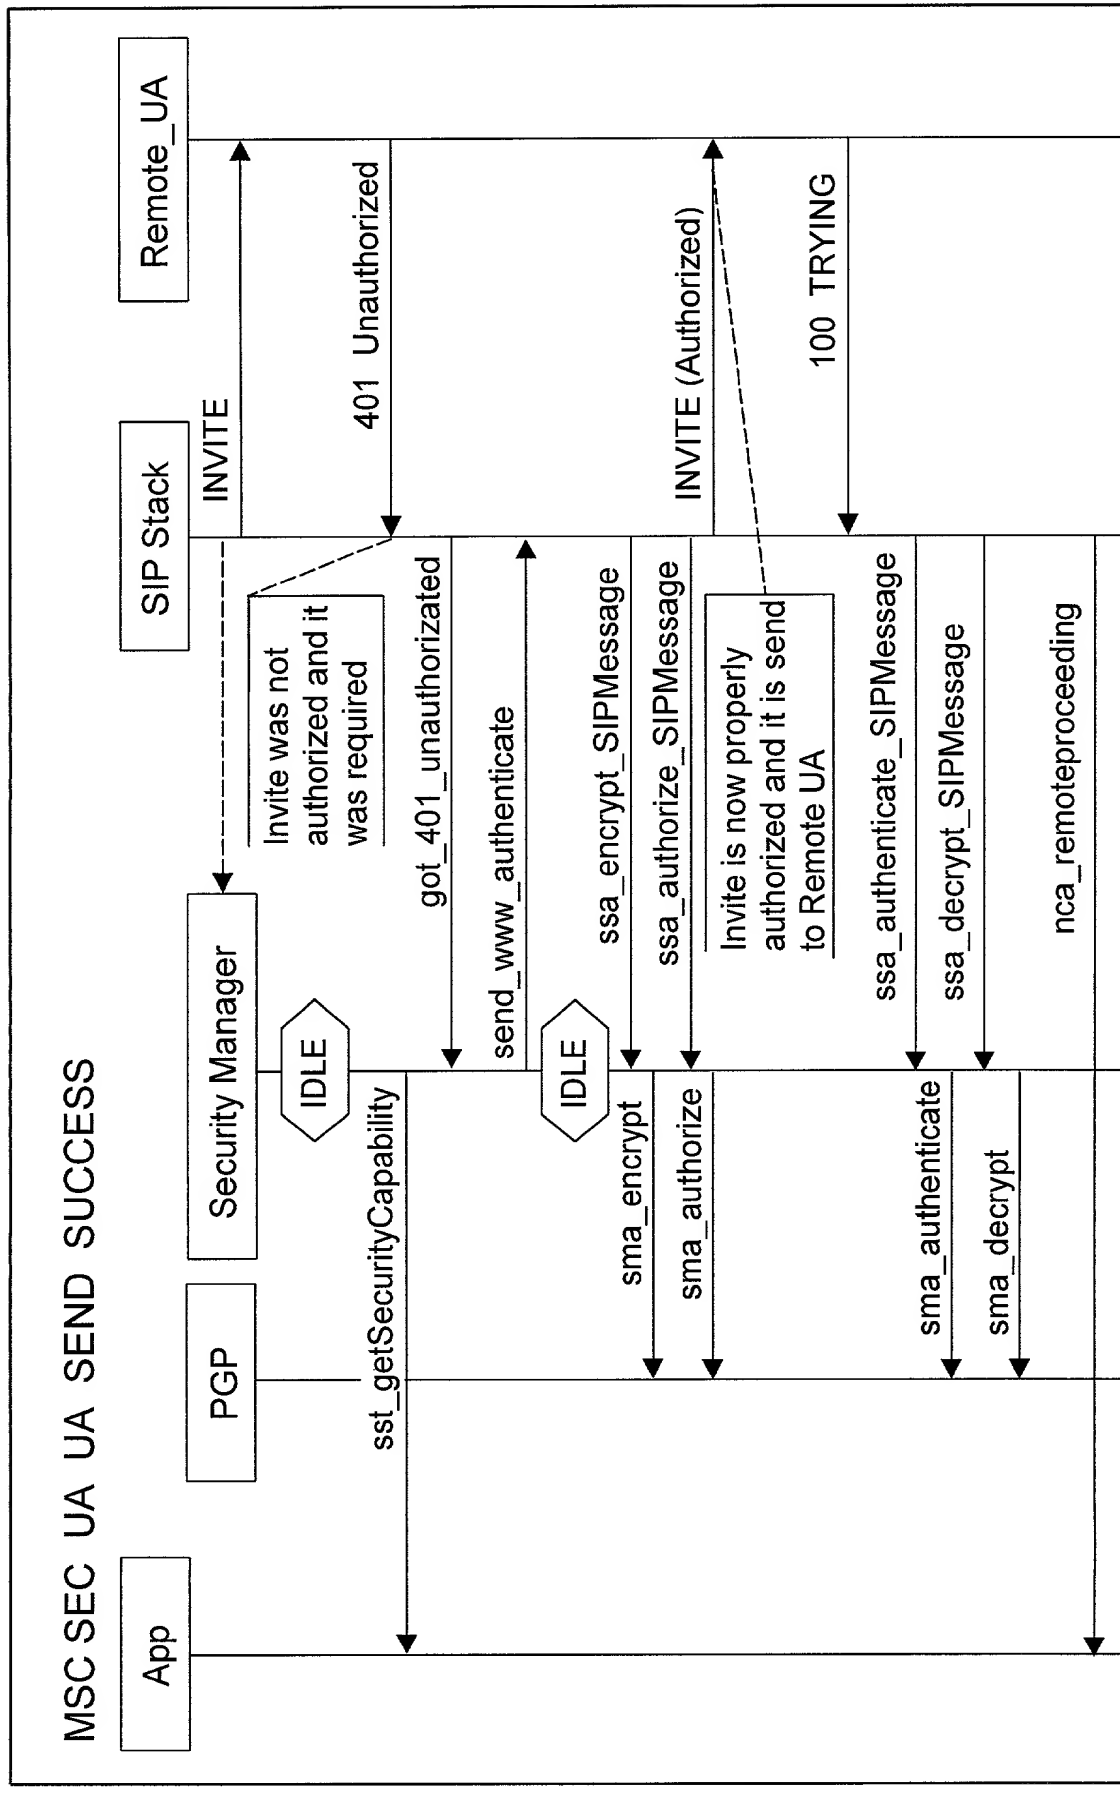 MSC SEC UA UA SEND SUCCESS
App
PGP
Security Manager
SIP Stack
Remote_UA
INVITE
IDLE
Invite was not
authorized and it
was required
401 Unauthorized
sst_getSecurityCapability
got_401_unauthorizated
send_www_authenticate
IDLE
ssa_encrypt_SIPMessage
sma_encrypt
ssa_authorize_SIPMessage
sma_authorize
INVITE (Authorized)
Invite is now properly
authorized and it is send
to Remote UA
100 TRYING
ssa_authenticate_SIPMessage
sma_authenticate
ssa_decrypt_SIPMessage
sma_decrypt
nca_remoteproceeding